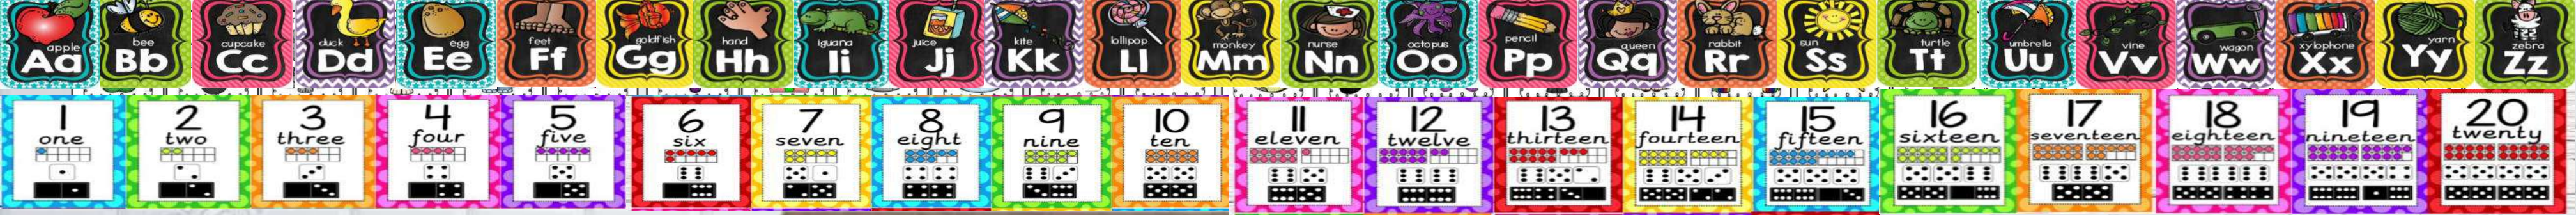 apple bee cupcake duck egg feet goldfish hand iguana juice kite lollipop monkey nurse octopus pencil queen rabbit sun turtle umbrella vine wagon xylophone yarn zebra
Aa Bb Cc Dd Ee Ff Gg Hh Ii Jj Kk Ll Mm Nn Oo Pp Qq Rr Ss Tt Uu Vv Ww Xx Yy Zz
1 2 3 4 5 6 7 8 9 10 11 12 13 14 15 16 17 18 19 20
one two three four five six seven eight nine ten eleven twelve thirteen fourteen fifteen sixteen seventeen eighteen nineteen twenty